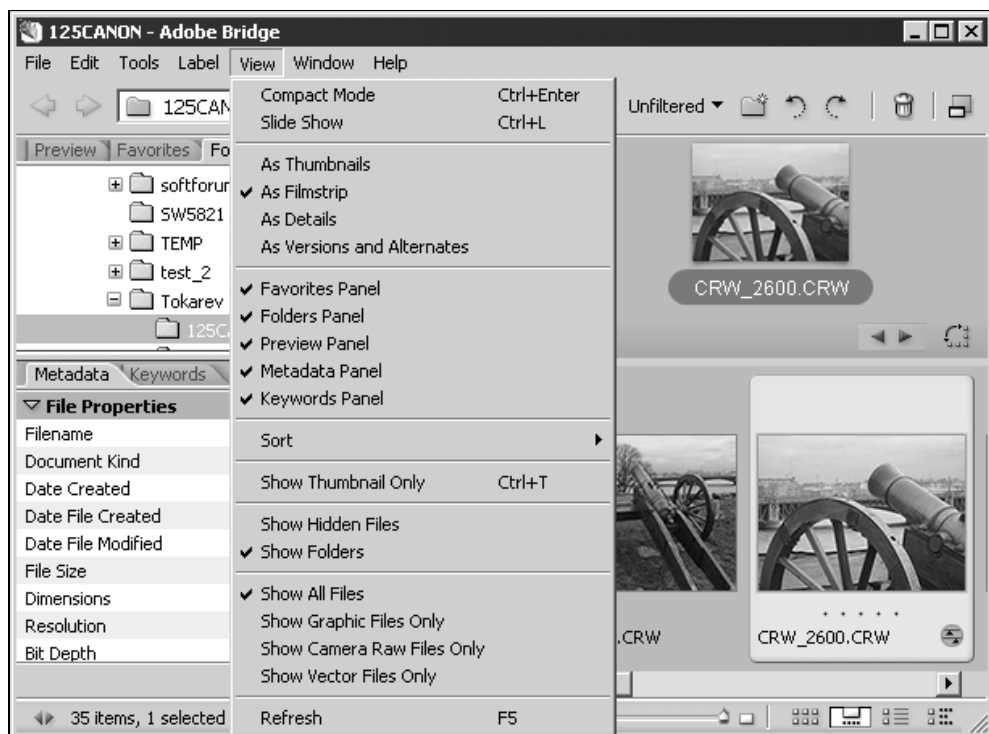 125CANON - Adobe Bridge
File Edit Tools Label View Window Help
125CAN
Unfiltered
Preview Favorites Fo
softforur
SW5821
TEMP
test_2
Tokarev
125C
Metadata Keywords
File Properties
Filename
Document Kind
Date Created
Date File Created
Date File Modified
File Size
Dimensions
Resolution
Bit Depth
35 items, 1 selected
Compact Mode Ctrl+Enter
Slide Show Ctrl+L
As Thumbnails
As Filmstrip
As Details
As Versions and Alternates
Favorites Panel
Folders Panel
Preview Panel
Metadata Panel
Keywords Panel
Sort
Show Thumbnail Only Ctrl+T
Show Hidden Files
Show Folders
Show All Files
Show Graphic Files Only
Show Camera Raw Files Only
Show Vector Files Only
Refresh F5
CRW_2600.CRW
.CRW
CRW_2600.CRW